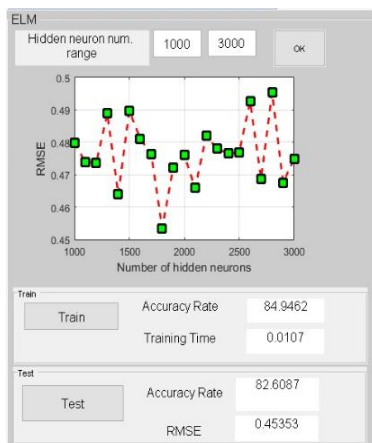 ELM
Hidden neuron num.
range
1000
3000
OK
0.5
0.49
0.48
0.47
0.46
0.45
RMSE
1000
1500
2000
2500
3000
Number of hidden neurons
Train
Train
Accuracy Rate
84.9462
Training Time
0.0107
Test
Test
Accuracy Rate
82.6087
RMSE
0.45353